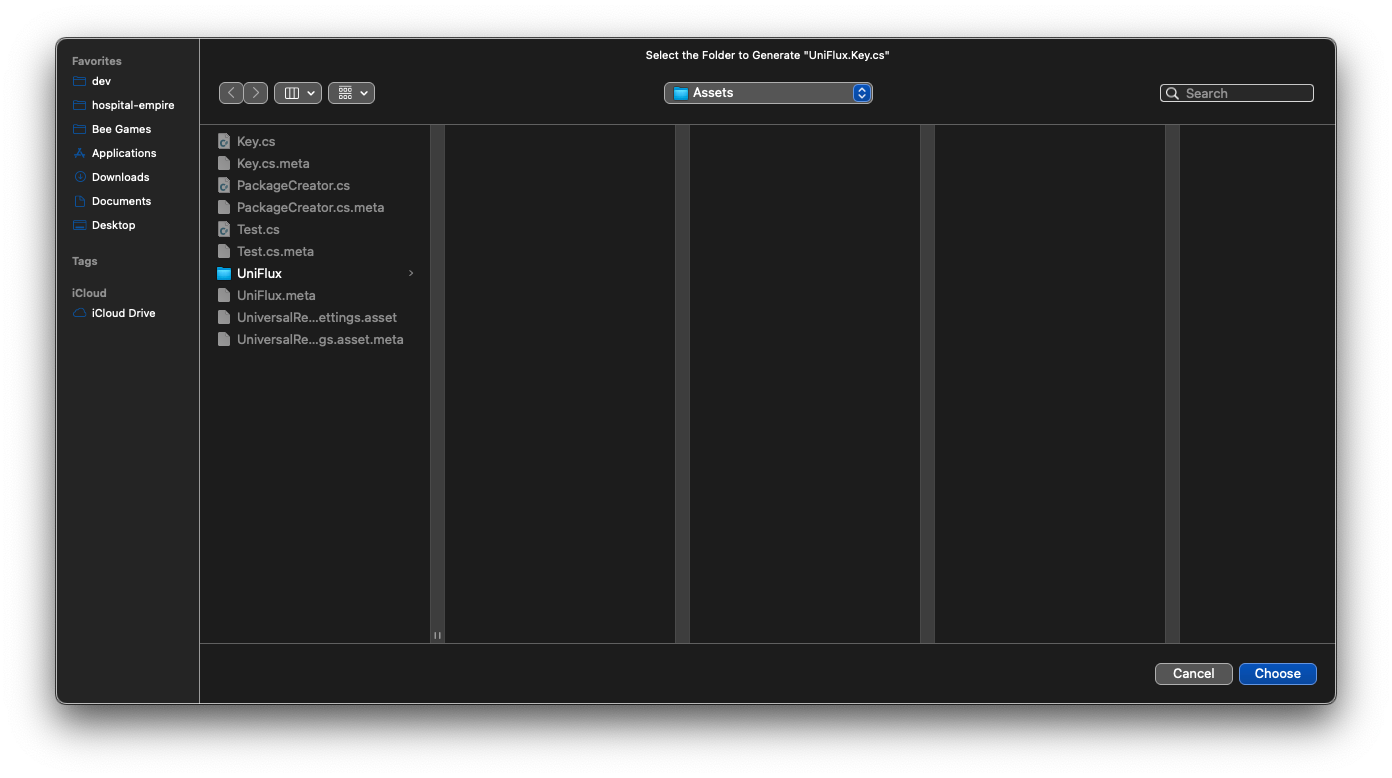 Select the Folder to Generate "UniFlux.Key.cs"
Favorites
dev
hospital-empire
Bee Games
Applications
Downloads
Documents
Desktop
Tags
iCloud
iCloud Drive
Assets
Search
Key.cs
Key.cs.meta
PackageCreator.cs
PackageCreator.cs.meta
Test.cs
Test.cs.meta
UniFlux
UniFlux.meta
UniversalRe...ettings.asset
UniversalRe...gs.asset.meta
Cancel
Choose